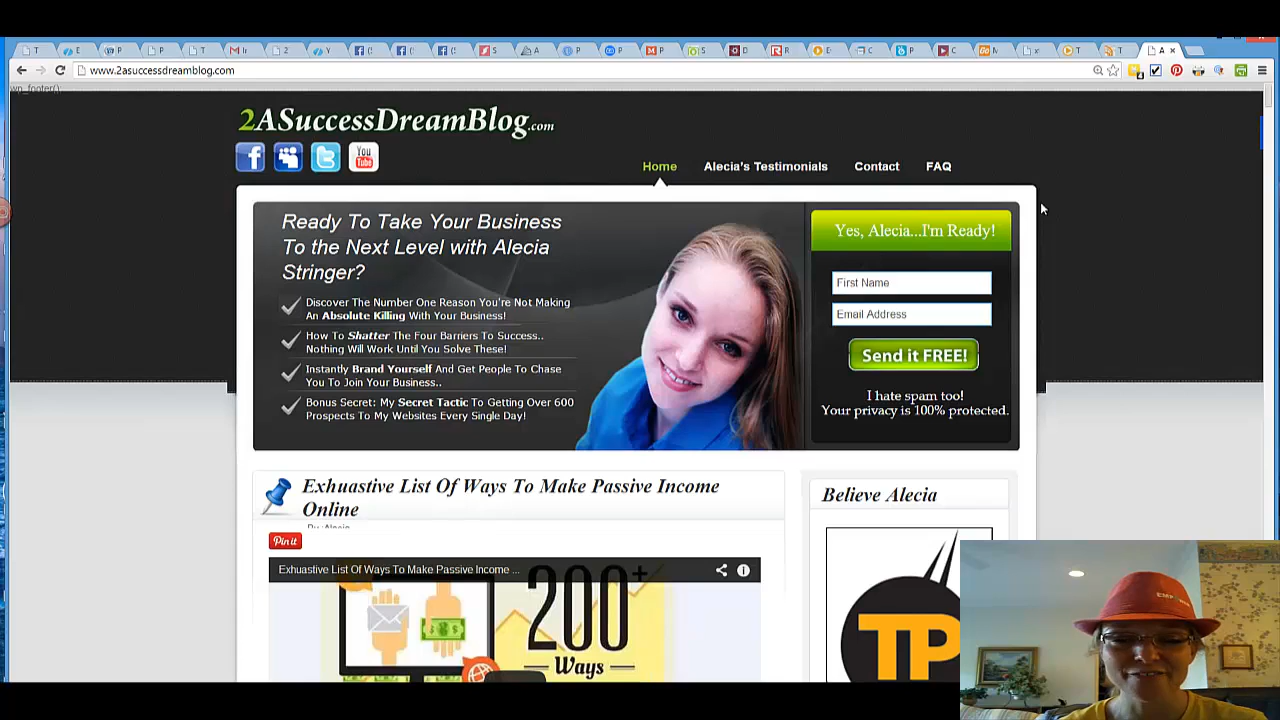 www.2asuccessdreamblog.com
wp_footer()
2ASuccessDreamBlog.com
You
Tube
Home
Alecia's Testimonials
Contact
FAQ
Ready To Take Your Business
To the Next Level with Alecia
Stringer?
Discover The Number One Reason You're Not Making
An Absolute Killing With Your Business!
How To Shatter The Four Barriers To Success..
Nothing Will Work Until You Solve These!
Instantly Brand Yourself And Get People To Chase
You To Join Your Business..
Bonus Secret: My Secret Tactic To Getting Over 600
Prospects To My Websites Every Single Day!
Yes, Alecia...I'm Ready!
First Name
Email Address
Send it FREE!
I hate spam too!
Your privacy is 100% protected.
Exhuastive List Of Ways To Make Passive Income
Online
By: Alecia
Pin it
Exhuastive List Of Ways To Make Passive Income ...
200+
Ways
Believe Alecia
TP